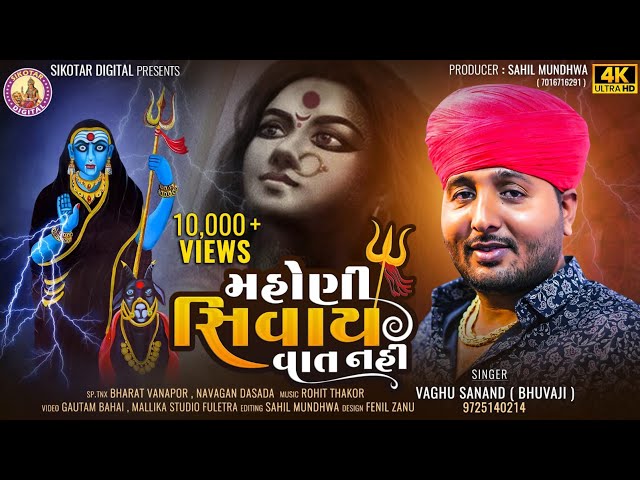 SIKOTAR DIGITAL PRESENTS
SIKOTAR
DIGITAL
PRODUCER : SAHIL MUNDHWA
( 7016716291 )
4K
ULTRA HD
10,000 +
VIEWS
મહોણી
સિવાય
વાત નહી
SINGER
VAGHU SANAND ( BHUVAJI )
9725140214
SP.TNX BHARAT VANAPOR , NAVAGAN DASADA MUSIC ROHIT THAKOR
VIDEO GAUTAM BAHAI , MALLIKA STUDIO FULETRA EDITING SAHIL MUNDHWA DESIGN FENIL ZANU